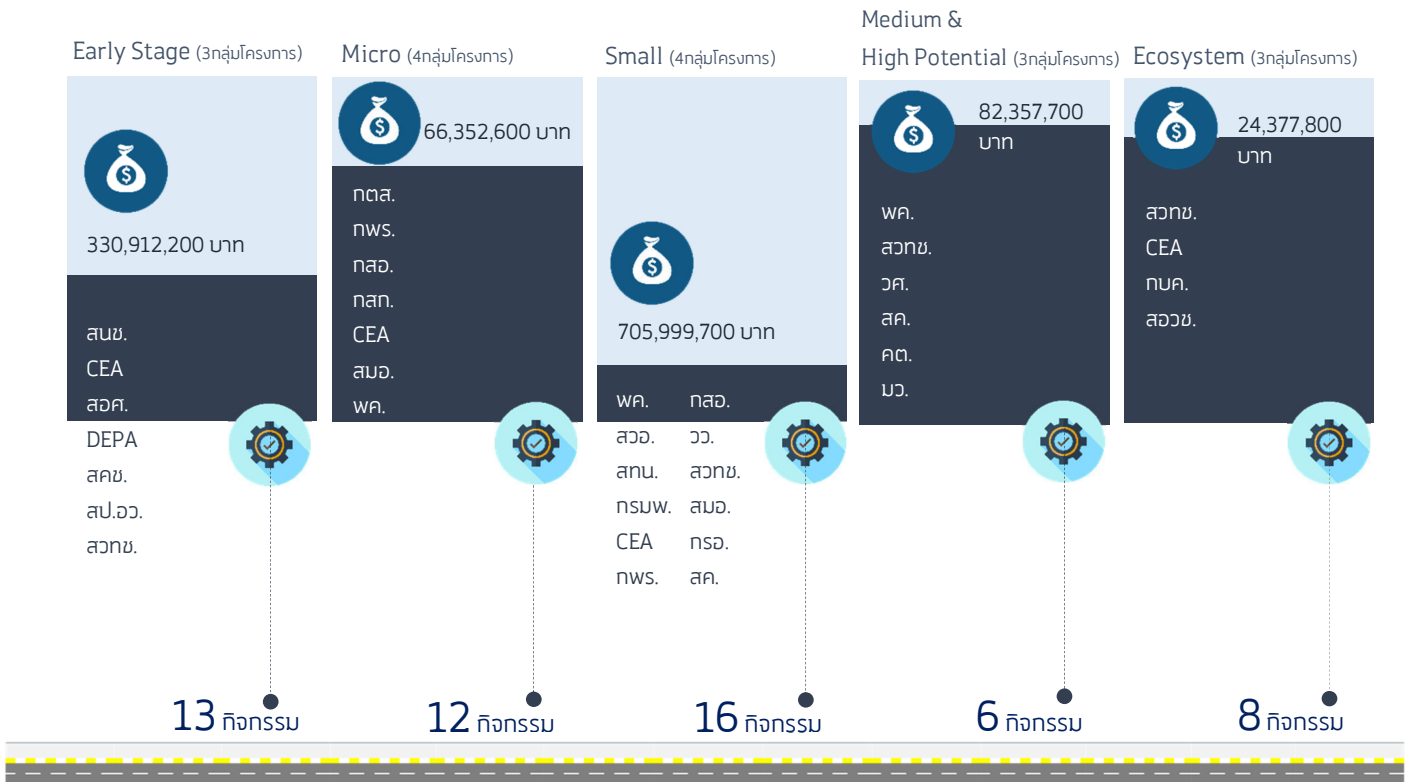 Early Stage (3กลุ่มโครงการ)
330,912,200 บาท
สนช.
CEA
สอศ.
DEPA
สคช.
สป.อว.
สวทช.
13 กิจกรรม
Micro (4กลุ่มโครงการ)
66,352,600 บาท
กตส.
กพร.
กสอ.
กสก.
CEA
สมอ.
พค.
12 กิจกรรม
Small (4กลุ่มโครงการ)
705,999,700 บาท
พค. กสอ.
สวอ. วว.
สทน. สวทช.
กรมพ. สมอ.
CEA กรอ.
กพร. สค.
16 กิจกรรม
Medium &
High Potential (3กลุ่มโครงการ)
82,357,700
บาท
พค.
สวทช.
วศ.
สค.
คต.
มว.
6 กิจกรรม
Ecosystem (3กลุ่มโครงการ)
24,377,800
บาท
สวทช.
CEA
กบค.
สอวช.
8 กิจกรรม